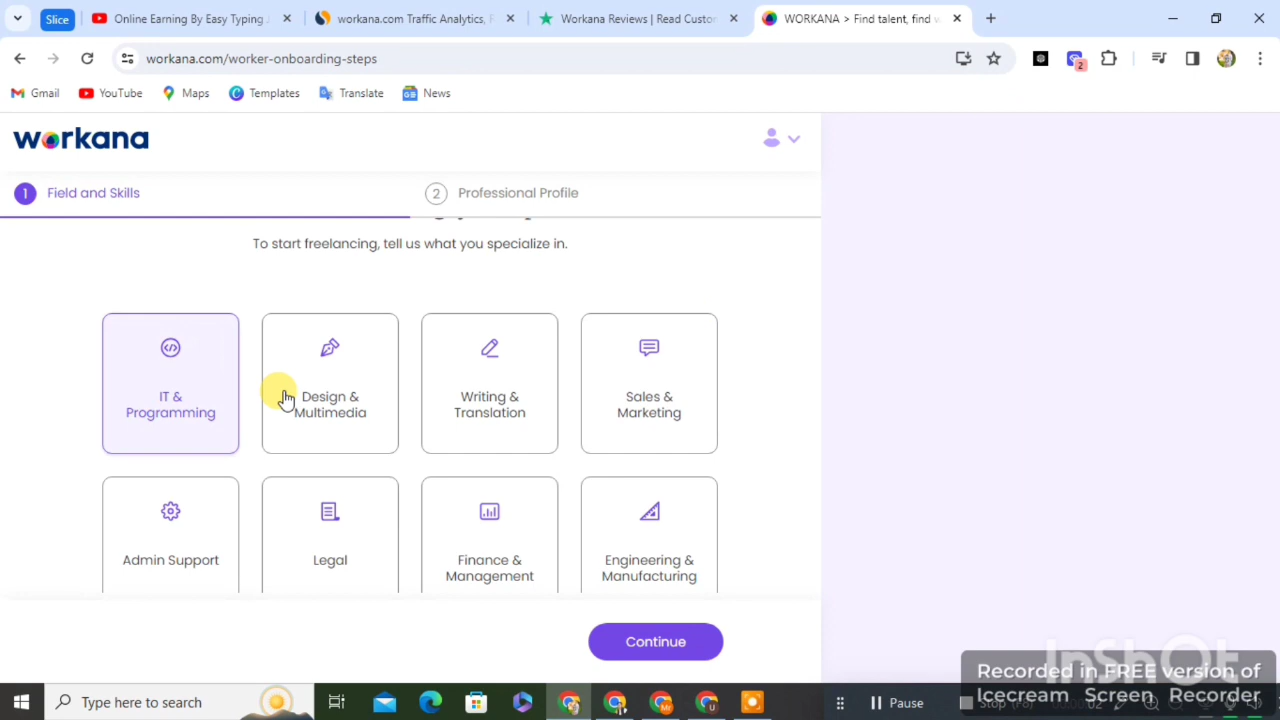 Slice
Online Earning By Easy Typing
workana.com Traffic Analytics,
Workana Reviews | Read Custo
WORKANA > Find talent, find w
workana.com/worker-onboarding-steps
2
Gmail
YouTube
Maps
Templates
Translate
News
workana
1 Field and Skills
2 Professional Profile
To start freelancing, tell us what you specialize in.
IT &
Programming
Design &
Multimedia
Writing &
Translation
Sales &
Marketing
Admin Support
Legal
Finance &
Management
Engineering &
Manufacturing
Continue
InShOt
Recorded in FREE version of
Icecream Screen Recorder
Type here to search
Pause
Stop (F8)